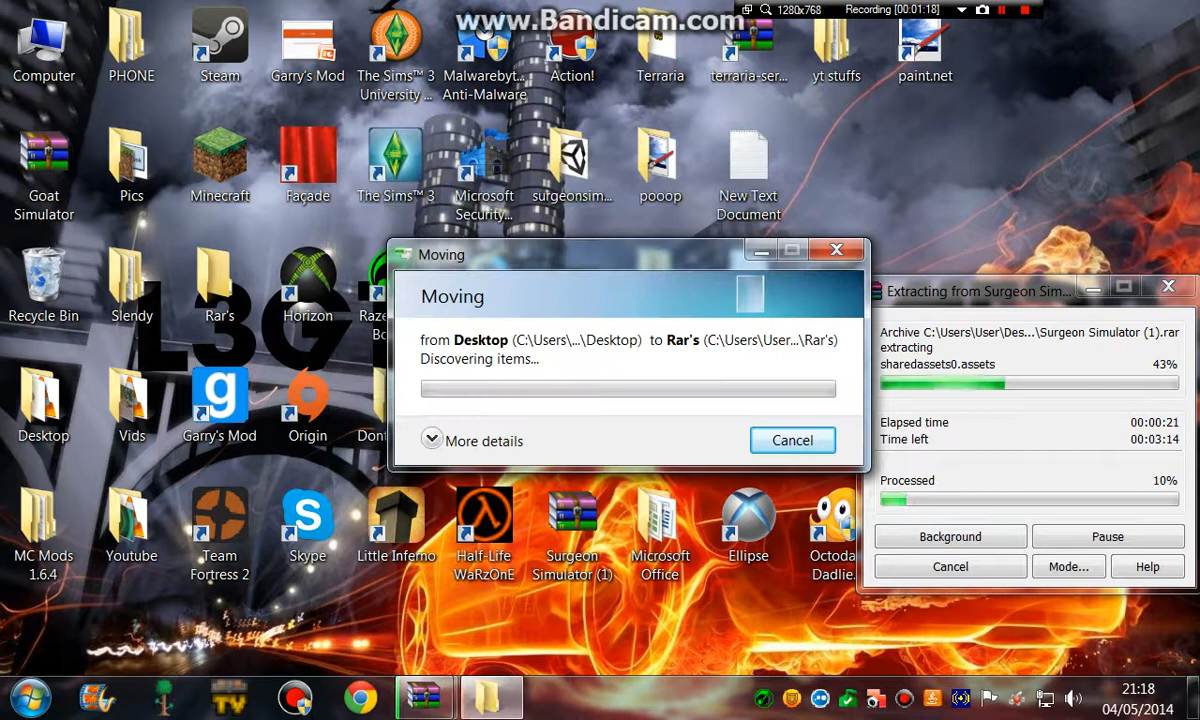 www.Bandicam.com
1280x768 Recording [00:01:18]
Computer
PHONE
Steam
Garry's Mod
The Sims™ 3
University ...
Malwarebyt...
Anti-Malware
Action!
Terraria
terraria-ser...
yt stuffs
paint.net
Goat
Simulator
Pics
Minecraft
Façade
The Sims™ 3
Microsoft
Security...
surgeonsim...
pooop
New Text
Document
Recycle Bin
Slendy
Rar's
Horizon
Raze
Bo
L3GT
Moving
Moving
from Desktop (C:\Users\...\Desktop) to Rar's (C:\Users\User...\Rar's)
Discovering items...
More details
Cancel
Extracting from Surgeon Sim...
Archive C:\Users\User\Des...\Surgeon Simulator (1).rar
extracting
sharedassets0.assets 43%
Elapsed time 00:00:21
Time left 00:03:14
Processed 10%
Background
Pause
Cancel
Mode...
Help
Desktop
Vids
Garry's Mod
Origin
Dont
MC Mods
1.6.4
Youtube
Team
Fortress 2
Skype
Little Inferno
Half-Life
WaRzOnE
Surgeon
Simulator (1)
Microsoft
Office
Ellipse
Octoda
Dadlie...
TV
21:18
04/05/2014